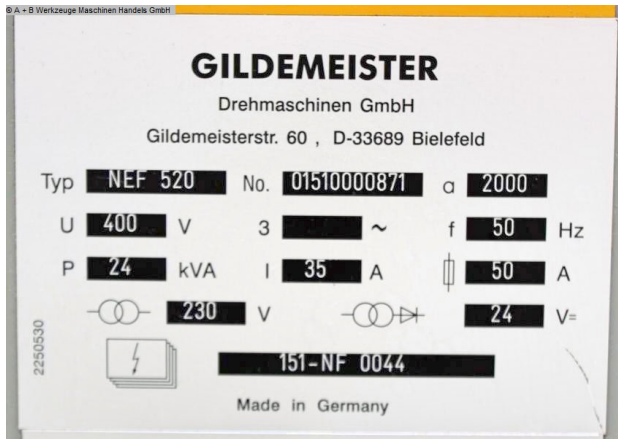 © A + B Werkzeuge Maschinen Handels GmbH
GILDEMEISTER
Drehmaschinen GmbH
Gildemeisterstr. 60 , D-33689 Bielefeld
Typ NEF 520 No. 01510000871 a 2000
U 400 V 3 ~ f 50 Hz
P 24 kVA I 35 A 50 A
230 V 24 V=
151-NF 0044
2250530
Made in Germany